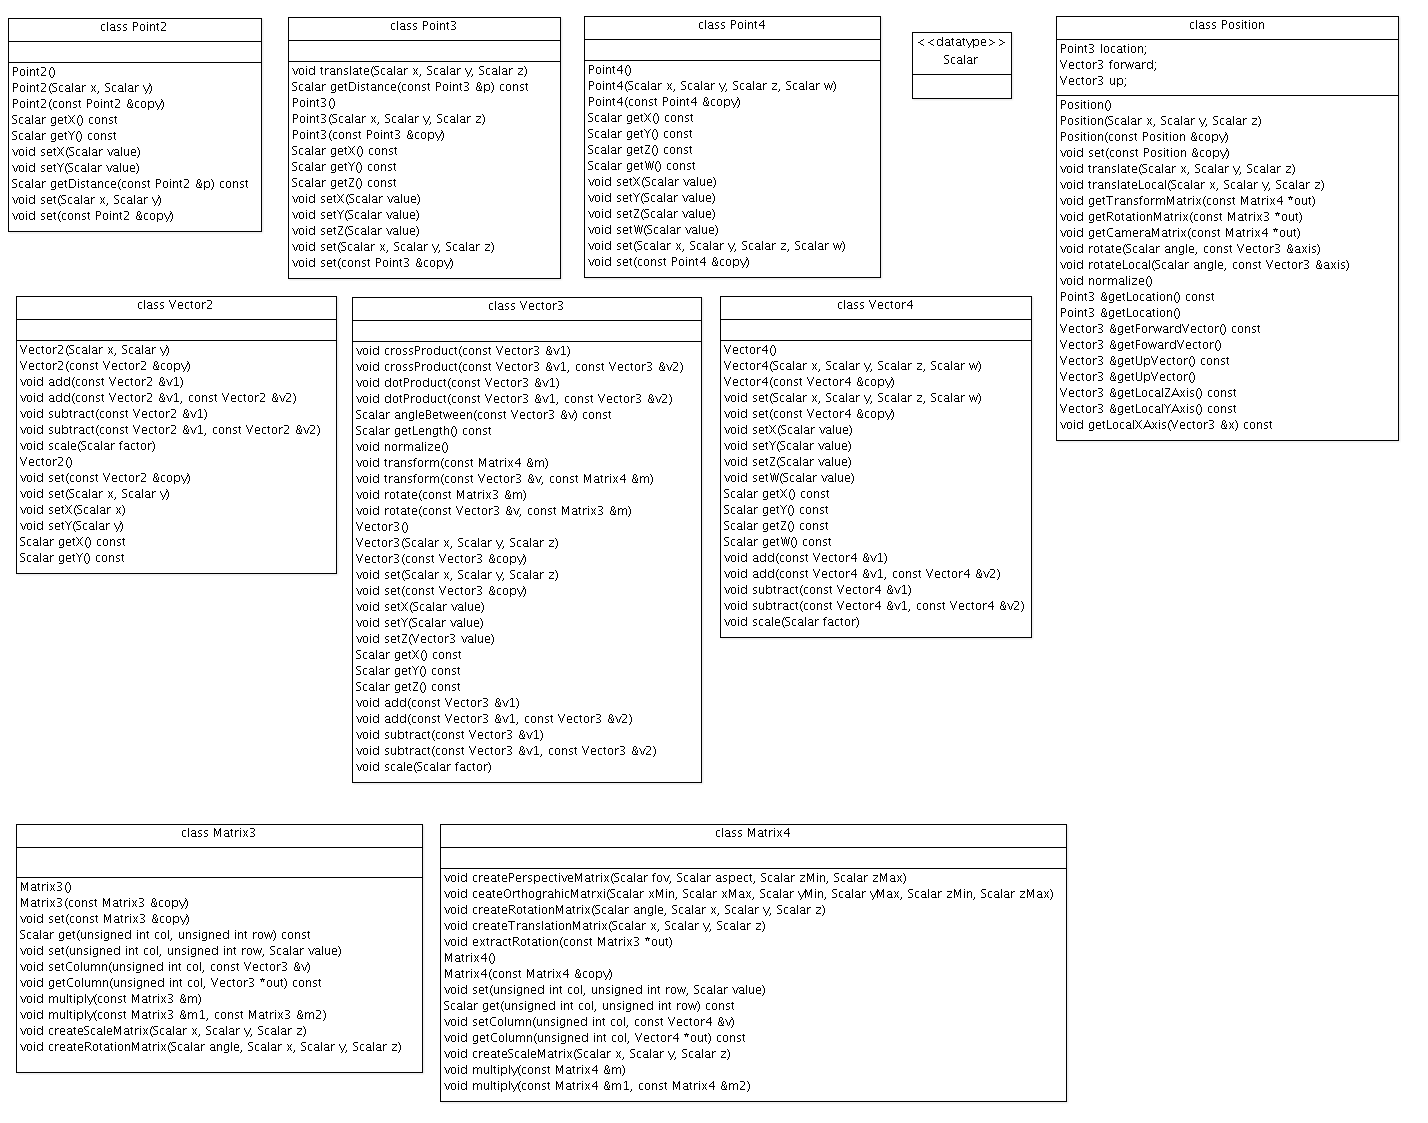 class Point2
Point2()
Point2(Scalar x, Scalar y)
Point2(const Point2 &copy)
Scalar getX() const
Scalar getY() const
void setX(Scalar value)
void setY(Scalar value)
Scalar getDistance(const Point2 &p) const
void set(Scalar x, Scalar y)
void set(const Point2 &copy)
class Point3
void translate(Scalar x, Scalar y, Scalar z)
Scalar getDistance(const Point3 &p) const
Point3()
Point3(Scalar x, Scalar y, Scalar z)
Point3(const Point3 &copy)
Scalar getX() const
Scalar getY() const
Scalar getZ() const
void setX(Scalar value)
void setY(Scalar value)
void setZ(Scalar value)
void set(Scalar x, Scalar y, Scalar z)
void set(const Point3 &copy)
class Point4
Point4()
Point4(Scalar x, Scalar y, Scalar z, Scalar w)
Point4(const Point4 &copy)
Scalar getX() const
Scalar getY() const
Scalar getZ() const
Scalar getW() const
void setX(Scalar value)
void setY(Scalar value)
void setZ(Scalar value)
void setW(Scalar value)
void set(Scalar x, Scalar y, Scalar z, Scalar w)
void set(const Point4 &copy)
<<datatype>>
Scalar
class Position
Point3 location;
Vector3 forward;
Vector3 up;
Position()
Position(Scalar x, Scalar y, Scalar z)
Position(const Position &copy)
void set(const Position &copy)
void translate(Scalar x, Scalar y, Scalar z)
void translateLocal(Scalar x, Scalar y, Scalar z)
void getTransformMatrix(const Matrix4 *out)
void getRotationMatrix(const Matrix3 *out)
void getCameraMatrix(const Matrix4 *out)
void rotate(Scalar angle, const Vector3 &axis)
void rotateLocal(Scalar angle, const Vector3 &axis)
void normalize()
Point3 &getLocation() const
Point3 &getLocation()
Vector3 &getForwardVector() const
Vector3 &getFowardVector()
Vector3 &getUpVector() const
Vector3 &getUpVector()
Vector3 &getLocalZAxis() const
Vector3 &getLocalYAxis() const
void getLocalXAxis(Vector3 &x) const
class Vector2
Vector2(Scalar x, Scalar y)
Vector2(const Vector2 &copy)
void add(const Vector2 &v1)
void add(const Vector2 &v1, const Vector2 &v2)
void subtract(const Vector2 &v1)
void subtract(const Vector2 &v1, const Vector2 &v2)
void scale(Scalar factor)
Vector2()
void set(const Vector2 &copy)
void set(Scalar x, Scalar y)
void setX(Scalar x)
void setY(Scalar y)
Scalar getX() const
Scalar getY() const
class Vector3
void crossProduct(const Vector3 &v1)
void crossProduct(const Vector3 &v1, const Vector3 &v2)
void dotProduct(const Vector3 &v1)
void dotProduct(const Vector3 &v1, const Vector3 &v2)
Scalar angleBetween(const Vector3 &v) const
Scalar getLength() const
void normalize()
void transform(const Matrix4 &m)
void transform(const Vector3 &v, const Matrix4 &m)
void rotate(const Matrix3 &m)
void rotate(const Vector3 &v, const Matrix3 &m)
Vector3()
Vector3(Scalar x, Scalar y, Scalar z)
Vector3(const Vector3 &copy)
void set(Scalar x, Scalar y, Scalar z)
void set(const Vector3 &copy)
void setX(Scalar value)
void setY(Scalar value)
void setZ(Vector3 value)
Scalar getX() const
Scalar getY() const
Scalar getZ() const
void add(const Vector3 &v1)
void add(const Vector3 &v1, const Vector3 &v2)
void subtract(const Vector3 &v1)
void subtract(const Vector3 &v1, const Vector3 &v2)
void scale(Scalar factor)
class Vector4
Vector4()
Vector4(Scalar x, Scalar y, Scalar z, Scalar w)
Vector4(const Vector4 &copy)
void set(Scalar x, Scalar y, Scalar z, Scalar w)
void set(const Vector4 &copy)
void setX(Scalar value)
void setY(Scalar value)
void setZ(Scalar value)
void setW(Scalar value)
Scalar getX() const
Scalar getY() const
Scalar getZ() const
Scalar getW() const
void add(const Vector4 &v1)
void add(const Vector4 &v1, const Vector4 &v2)
void subtract(const Vector4 &v1)
void subtract(const Vector4 &v1, const Vector4 &v2)
void scale(Scalar factor)
class Matrix3
Matrix3()
Matrix3(const Matrix3 &copy)
void set(const Matrix3 &copy)
Scalar get(unsigned int col, unsigned int row) const
void set(unsigned int col, unsigned int row, Scalar value)
void setColumn(unsigned int col, const Vector3 &v)
void getColumn(unsigned int col, Vector3 *out) const
void multiply(const Matrix3 &m)
void multiply(const Matrix3 &m1, const Matrix3 &m2)
void createScaleMatrix(Scalar x, Scalar y, Scalar z)
void createRotationMatrix(Scalar angle, Scalar x, Scalar y, Scalar z)
class Matrix4
void createPerspectiveMatrix(Scalar fov, Scalar aspect, Scalar zMin, Scalar zMax)
void ceateOrthograhicMatrxi(Scalar xMin, Scalar xMax, Scalar yMin, Scalar yMax, Scalar zMin, Scalar zMax)
void createRotationMatrix(Scalar angle, Scalar x, Scalar y, Scalar z)
void createTranslationMatrix(Scalar x, Scalar y, Scalar z)
void extractRotation(const Matrix3 *out)
Matrix4()
Matrix4(const Matrix4 &copy)
void set(unsigned int col, unsigned int row, Scalar value)
Scalar get(unsigned int col, unsigned int row) const
void setColumn(unsigned int col, const Vector4 &v)
void getColumn(unsigned int col, Vector4 *out) const
void createScaleMatrix(Scalar x, Scalar y, Scalar z)
void multiply(const Matrix4 &m)
void multiply(const Matrix4 &m1, const Matrix4 &m2)